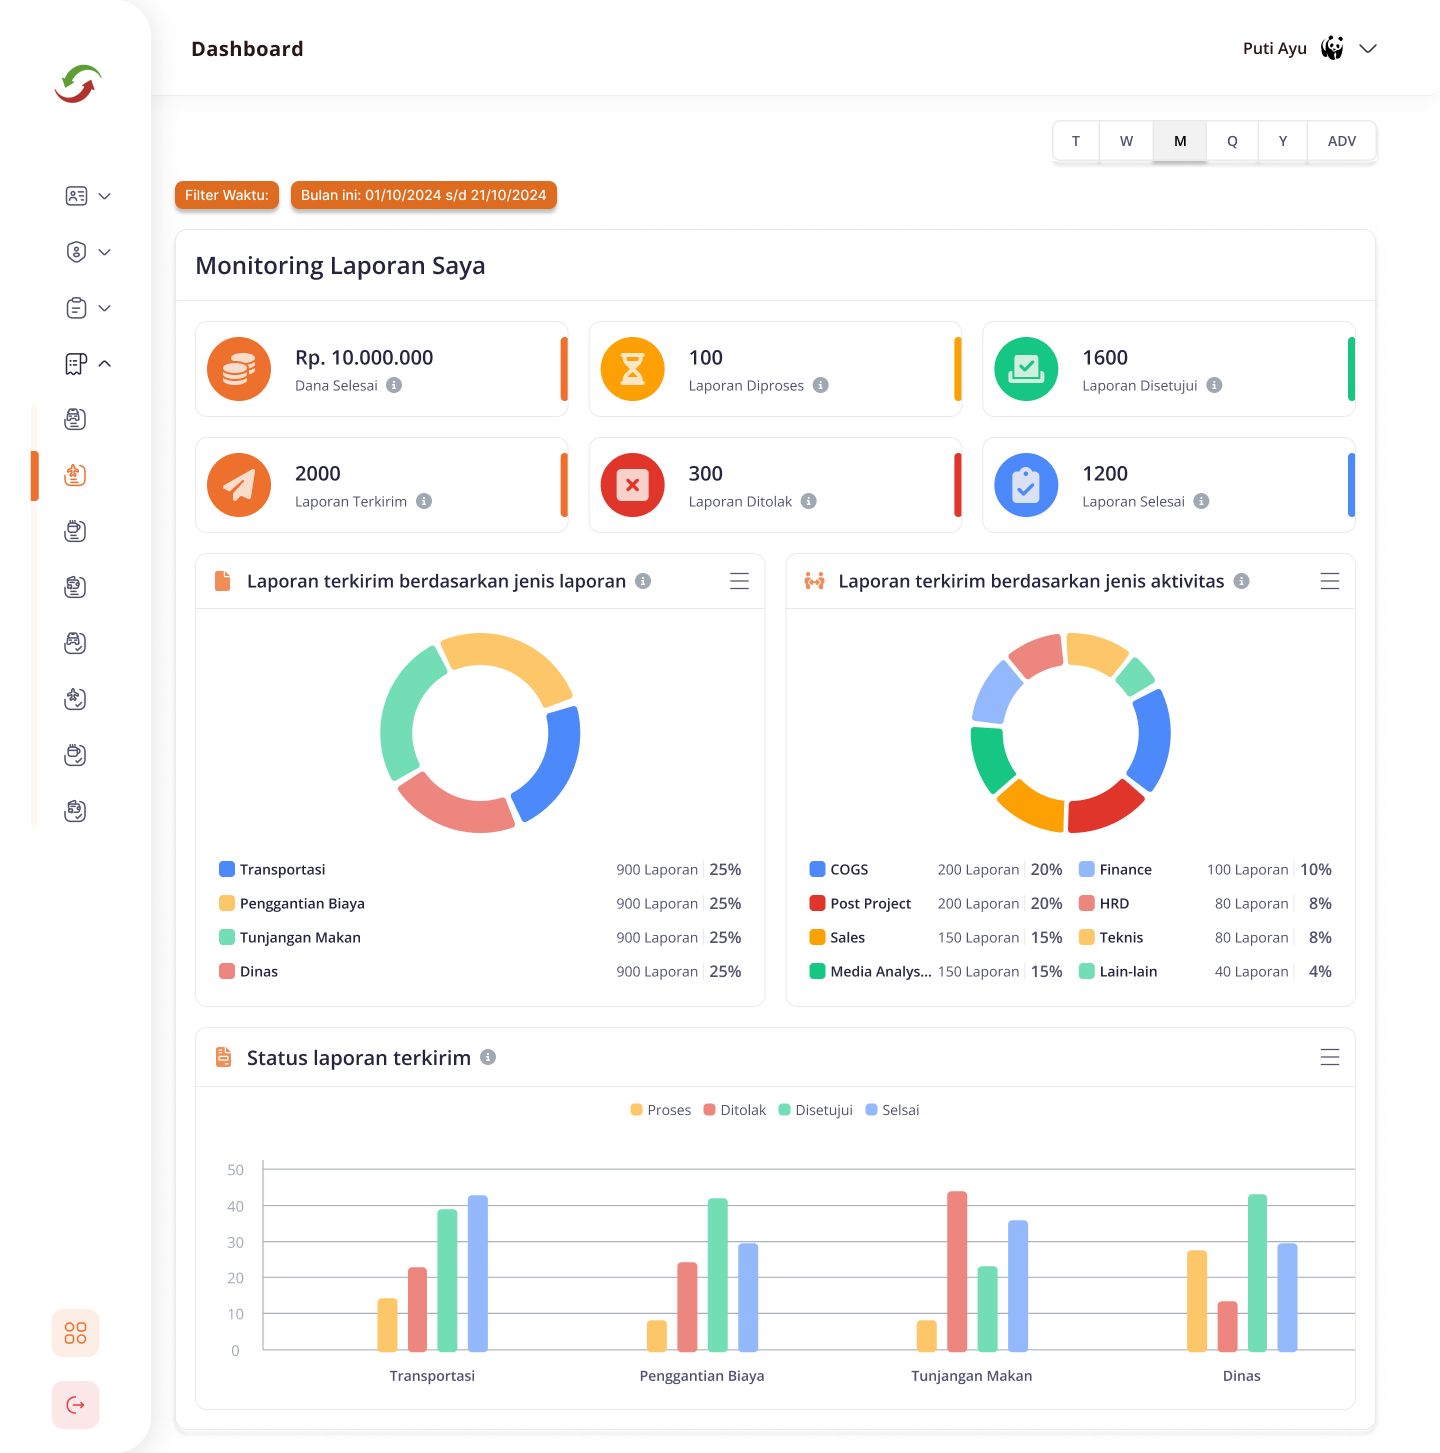 Dashboard
Puti Ayu
T W M Q Y ADV
Filter Waktu: Bulan ini: 01/10/2024 s/d 21/10/2024
Monitoring Laporan Saya
Rp. 10.000.000
Dana Selesai
100
Laporan Diproses
1600
Laporan Disetujui
2000
Laporan Terkirim
300
Laporan Ditolak
1200
Laporan Selesai
Laporan terkirim berdasarkan jenis laporan
Transportasi 900 Laporan 25%
Penggantian Biaya 900 Laporan 25%
Tunjangan Makan 900 Laporan 25%
Dinas 900 Laporan 25%
Laporan terkirim berdasarkan jenis aktivitas
COGS 200 Laporan 20% Finance 100 Laporan 10%
Post Project 200 Laporan 20% HRD 80 Laporan 8%
Sales 150 Laporan 15% Teknis 80 Laporan 8%
Media Analys... 150 Laporan 15% Lain-lain 40 Laporan 4%
Status laporan terkirim
Proses Ditolak Disetujui Selsai
50
40
30
20
10
0
Transportasi Penggantian Biaya Tunjangan Makan Dinas